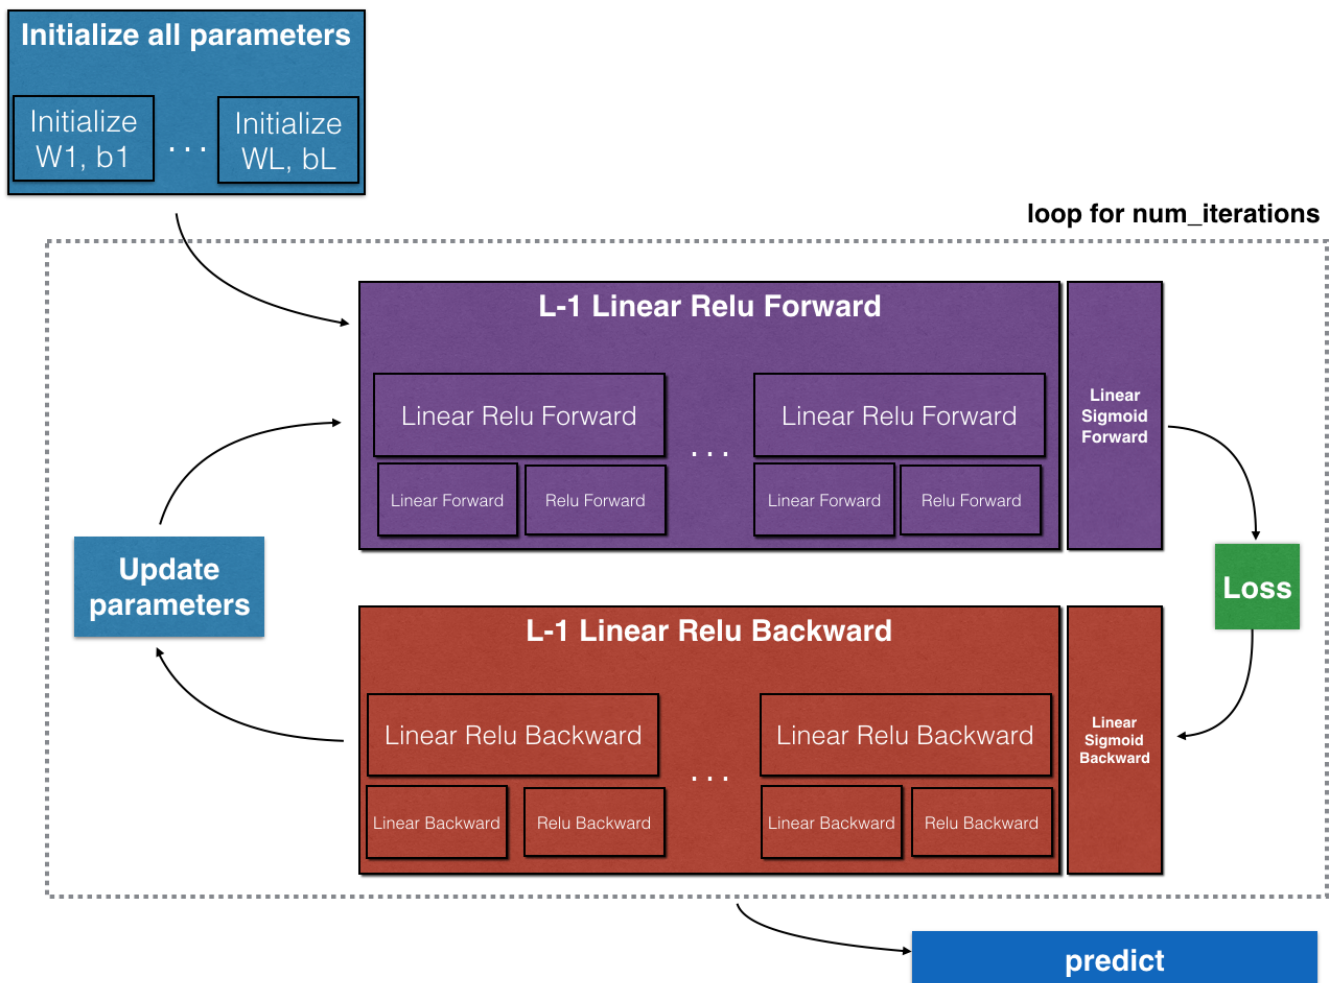 Initialize all parameters
Initialize
W1, b1
. . .
Initialize
WL, bL
loop for num_iterations
L-1 Linear Relu Forward
Linear Relu Forward
. . .
Linear Relu Forward
Linear Forward
Relu Forward
Linear Forward
Relu Forward
Linear
Sigmoid
Forward
Update
parameters
Loss
L-1 Linear Relu Backward
Linear Relu Backward
. . .
Linear Relu Backward
Linear Backward
Relu Backward
Linear Backward
Relu Backward
Linear
Sigmoid
Backward
predict